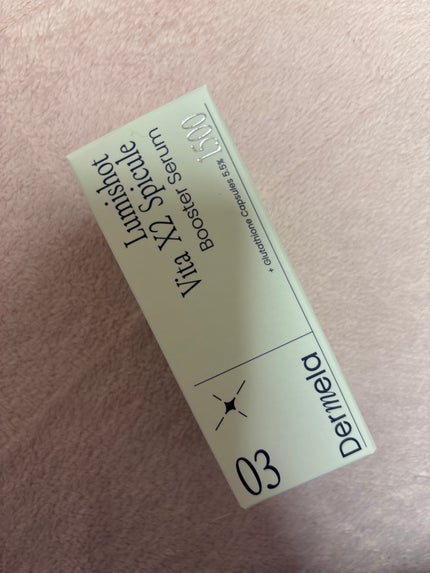 Lumishot
Vita X2 Spicule
Booster Serum
1,500
+ Glutathione Capsules 5.5%
Dermela
03